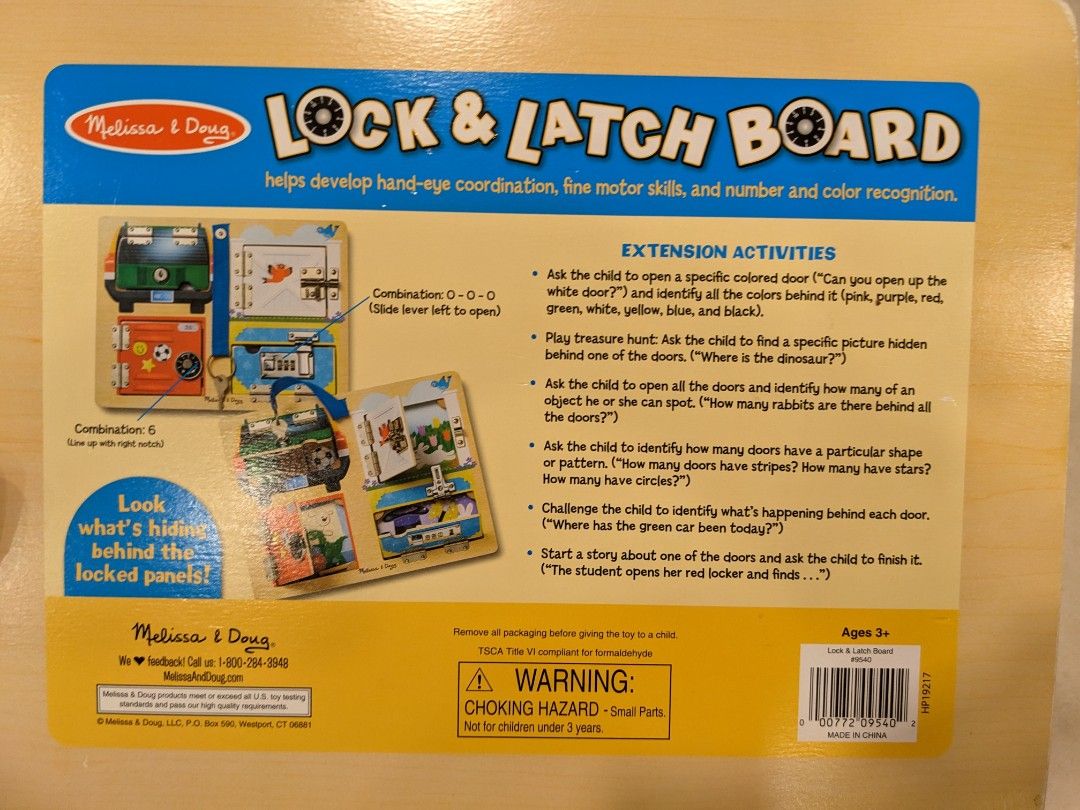 Melissa & Doug®
LOCK & LATCH BOARD
helps develop hand-eye coordination, fine motor skills, and number and color recognition.
Combination: 0 - 0 - 0
(Slide lever left to open)
Combination: 6
(Line up with right notch)
Melissa & Doug
Look
what's hiding
behind the
locked panels!
EXTENSION ACTIVITIES
• Ask the child to open a specific colored door ("Can you open up the
white door?") and identify all the colors behind it (pink, purple, red,
green, white, yellow, blue, and black).
• Play treasure hunt: Ask the child to find a specific picture hidden
behind one of the doors. ("Where is the dinosaur?")
• Ask the child to open all the doors and identify how many of an
object he or she can spot. ("How many rabbits are there behind all
the doors?")
• Ask the child to identify how many doors have a particular shape
or pattern. ("How many doors have stripes? How many have stars?
How many have circles?")
• Challenge the child to identify what's happening behind each door.
("Where has the green car been today?")
• Start a story about one of the doors and ask the child to finish it.
("The student opens her red locker and finds . . .")
Melissa & Doug®
We ♥ feedback! Call us: 1-800-284-3948
MelissaAndDoug.com
Melissa & Doug products meet or exceed all U.S. toy testing
standards and pass our high quality requirements.
© Melissa & Doug, LLC, P.O. Box 590, Westport, CT 06881
Remove all packaging before giving the toy to a child.
TSCA Title VI compliant for formaldehyde
WARNING:
CHOKING HAZARD - Small Parts.
Not for children under 3 years.
Ages 3+
Lock & Latch Board
#9540
0 00772 09540 2
MADE IN CHINA
HP19217